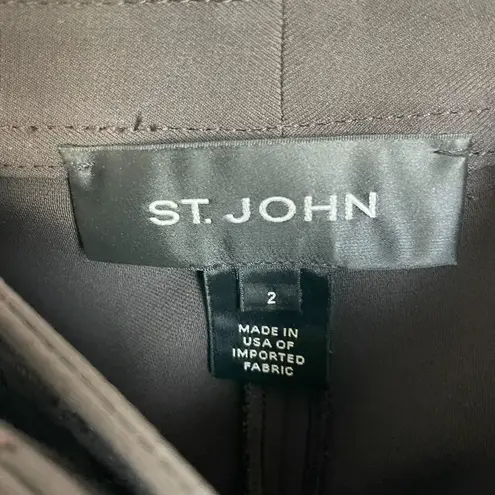 ST. JOHN
2
MADE IN
USA OF
IMPORTED
FABRIC